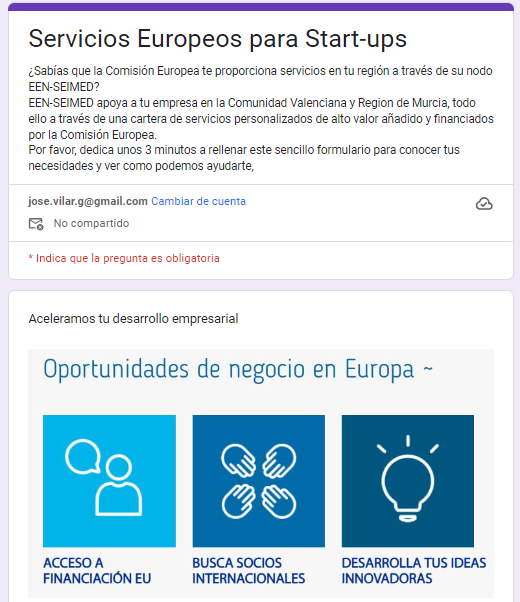 Servicios Europeos para Start-ups
¿Sabías que la Comisión Europea te proporciona servicios en tu región a través de su nodo
EEN-SEIMED?
EEN-SEIMED apoya a tu empresa en la Comunidad Valenciana y Region de Murcia, todo
ello a través de una cartera de servicios personalizados de alto valor añadido y financiados
por la Comisión Europea.
Por favor, dedica unos 3 minutos a rellenar este sencillo formulario para conocer tus
necesidades y ver como podemos ayudarte,
jose.vilar.g@gmail.com Cambiar de cuenta
No compartido
* Indica que la pregunta es obligatoria
Aceleramos tu desarrollo empresarial
Oportunidades de negocio en Europa ~
ACCESO A
FINANCIACIÓN EU
BUSCA SOCIOS
INTERNACIONALES
DESARROLLA TUS IDEAS
INNOVADORAS